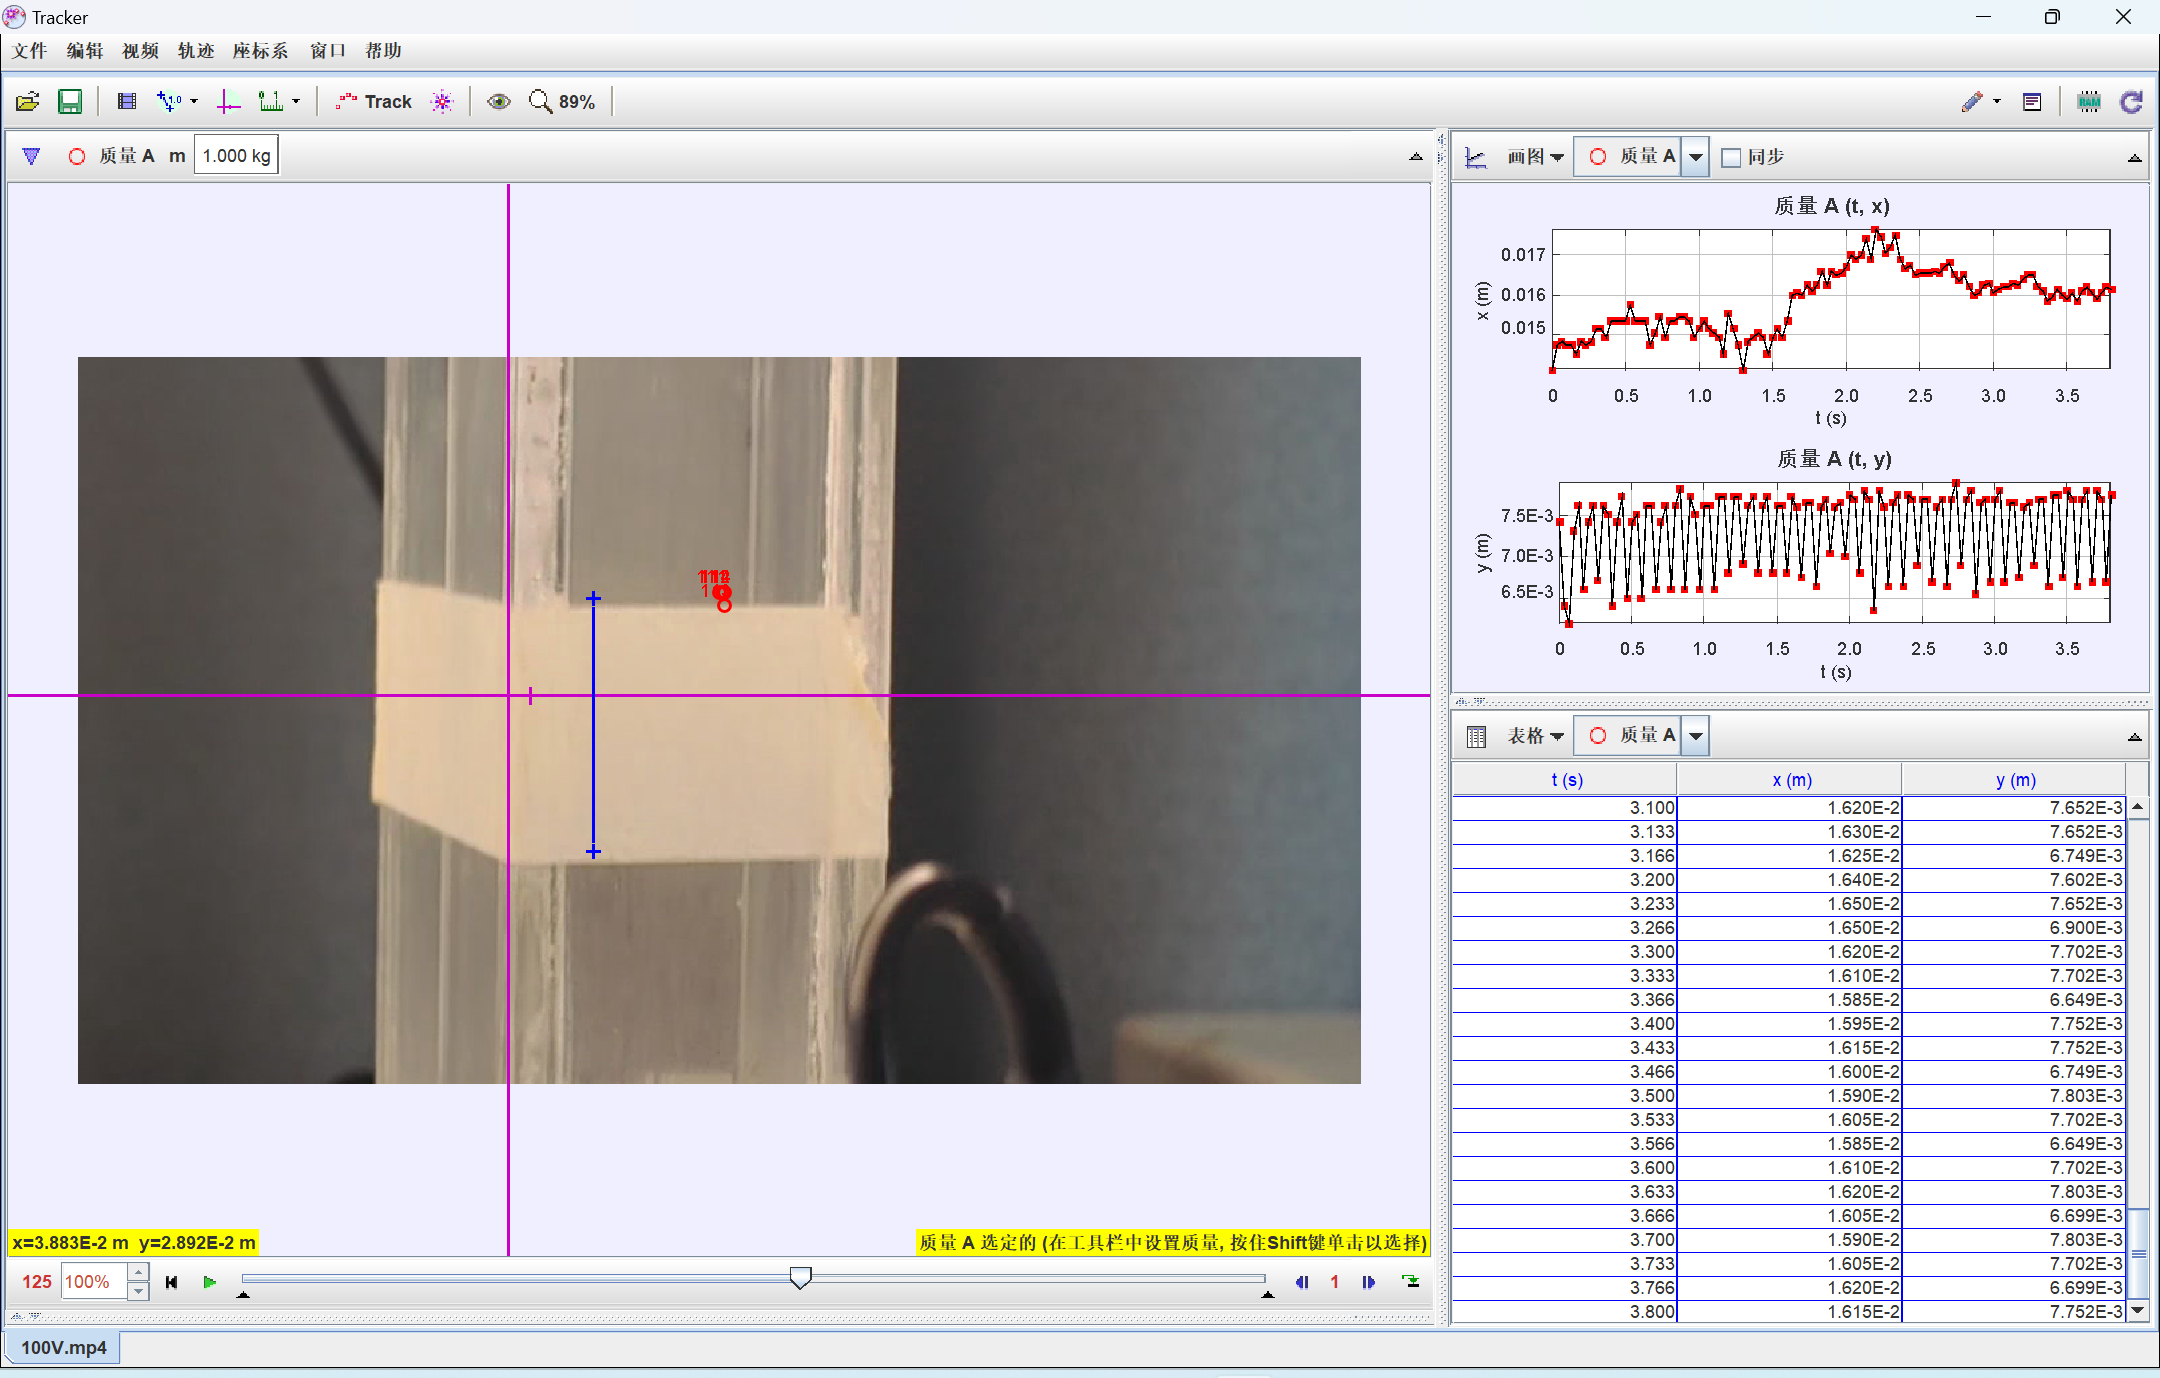 Tracker
文件 编辑 视频 轨迹 座标系 窗口 帮助
Track 89%
质量 A m 1.000 kg
画图 质量 A 同步
质量 A (t, x)
x (m)
0.017
0.016
0.015
0 0.5 1.0 1.5 2.0 2.5 3.0 3.5
t (s)
质量 A (t, y)
y (m)
7.5E-3
7.0E-3
6.5E-3
0 0.5 1.0 1.5 2.0 2.5 3.0 3.5
t (s)
表格 质量 A
t (s) x (m) y (m)
3.100 1.620E-2 7.652E-3
3.133 1.630E-2 7.652E-3
3.166 1.625E-2 6.749E-3
3.200 1.640E-2 7.602E-3
3.233 1.650E-2 7.652E-3
3.266 1.650E-2 6.900E-3
3.300 1.620E-2 7.702E-3
3.333 1.610E-2 7.702E-3
3.366 1.585E-2 6.649E-3
3.400 1.595E-2 7.752E-3
3.433 1.615E-2 7.752E-3
3.466 1.600E-2 6.749E-3
3.500 1.590E-2 7.803E-3
3.533 1.605E-2 7.702E-3
3.566 1.585E-2 6.649E-3
3.600 1.610E-2 7.702E-3
3.633 1.620E-2 7.803E-3
3.666 1.605E-2 6.699E-3
3.700 1.590E-2 7.803E-3
3.733 1.605E-2 7.702E-3
3.766 1.620E-2 6.699E-3
3.800 1.615E-2 7.752E-3
x=3.883E-2 m y=2.892E-2 m
质量 A 选定的 (在工具栏中设置质量, 按住Shift键单击以选择)
125 100% 1
100V.mp4